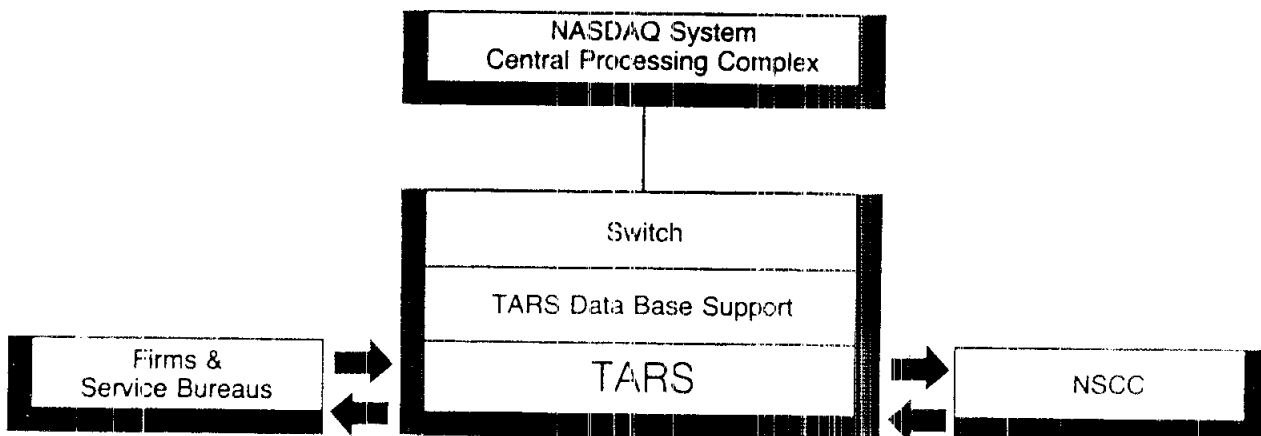 NASDAQ System
Central Processing Complex
Switch
TARS Data Base Support
TARS
Firms &
Service Bureaus
NSCC